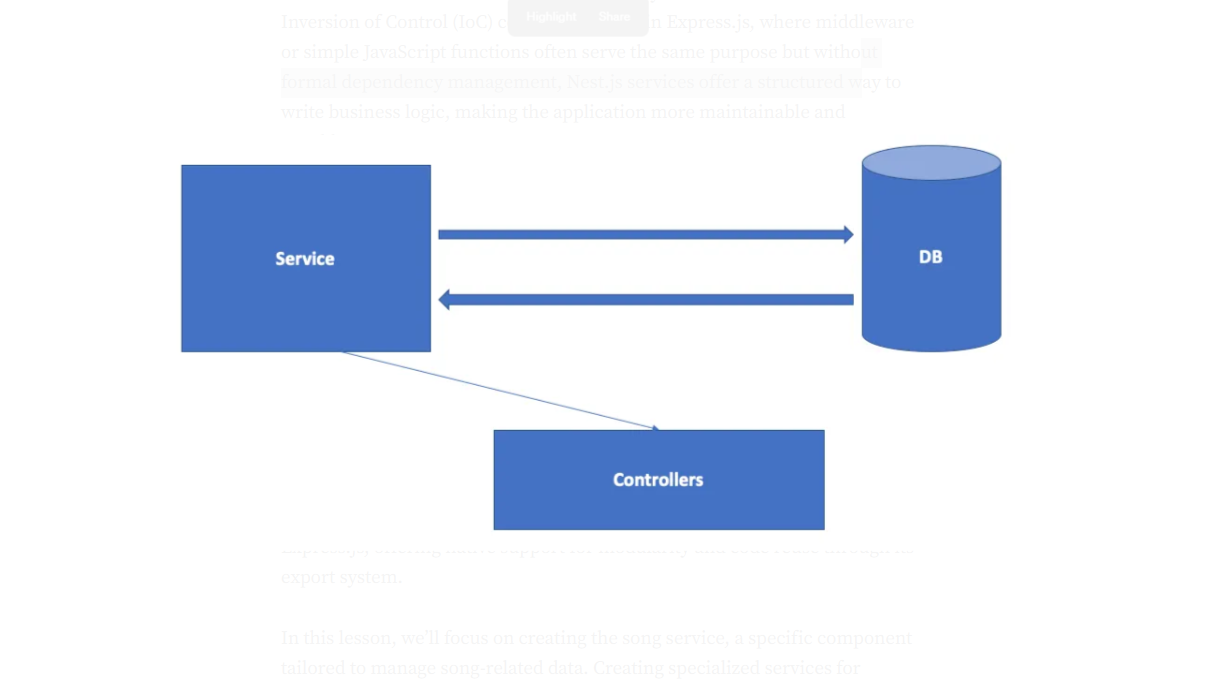 Highlight Share
Inversion of Control (IoC) in Express.js, where middleware
or simple JavaScript functions often serve the same purpose but without
formal dependency management. Nest.js services offer a structured way to
write business logic, making the application more maintainable and
Service
DB
Controllers
export system.
In this lesson, we'll focus on creating the song service, a specific component
tailored to manage song-related data. Creating specialized services for